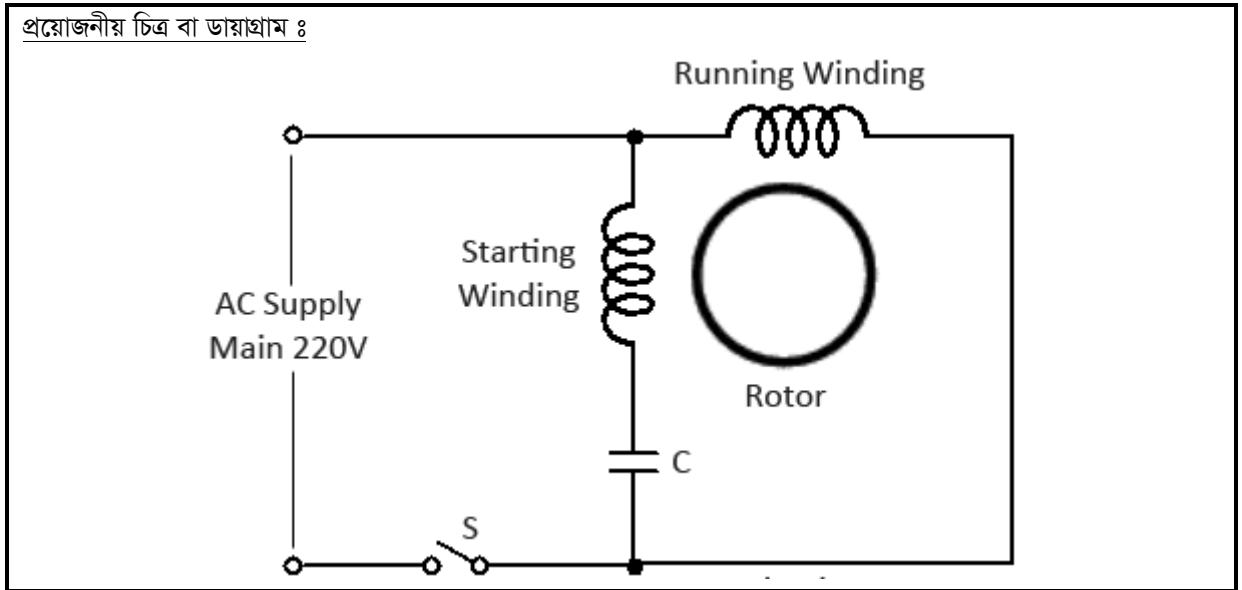 প্রয়োজনীয় চিত্র বা ডায়াগ্রাম ঃ
Running Winding
Starting
Winding
AC Supply
Main 220V
Rotor
C
S